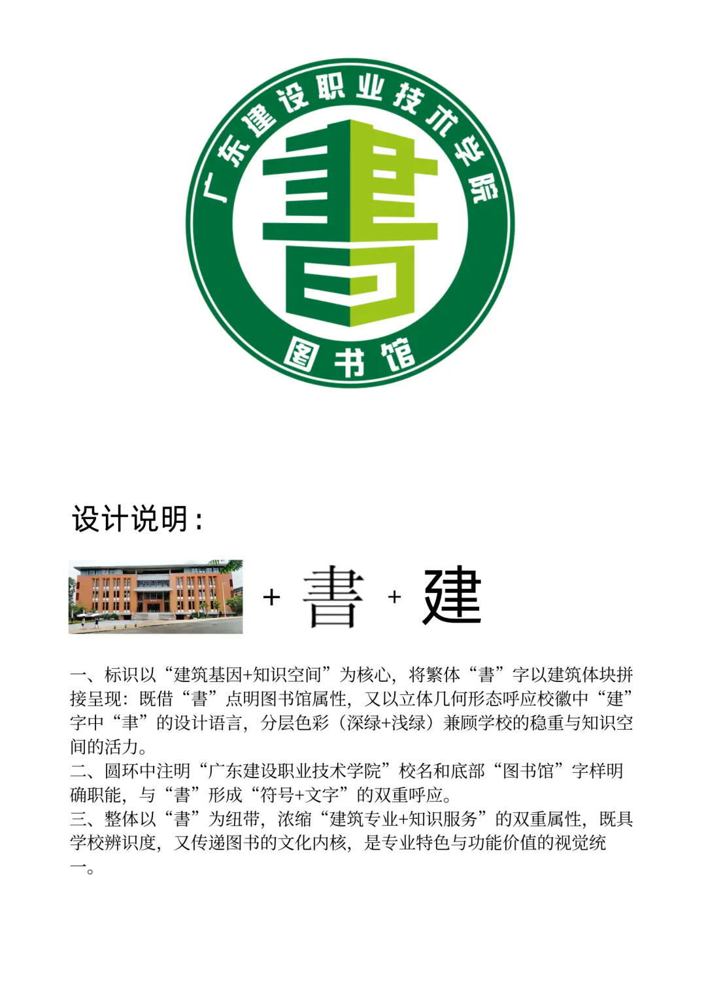 广东建设职业技术学院
書
图书馆
设计说明：
+ 書 + 建
一、标识以“建筑基因+知识空间”为核心，将繁体“書”字以建筑体块拼
接呈现：既借“書”点明图书馆属性，又以立体几何形态呼应校徽中“建”
字中“聿”的设计语言，分层色彩（深绿+浅绿）兼顾学校的稳重与知识空
间的活力。
二、圆环中注明“广东建设职业技术学院”校名和底部“图书馆”字样明
确职能，与“書”形成“符号+文字”的双重呼应。
三、整体以“書”为纽带，浓缩“建筑专业+知识服务”的双重属性，既具
学校辨识度，又传递图书的文化内核，是专业特色与功能价值的视觉统
一。